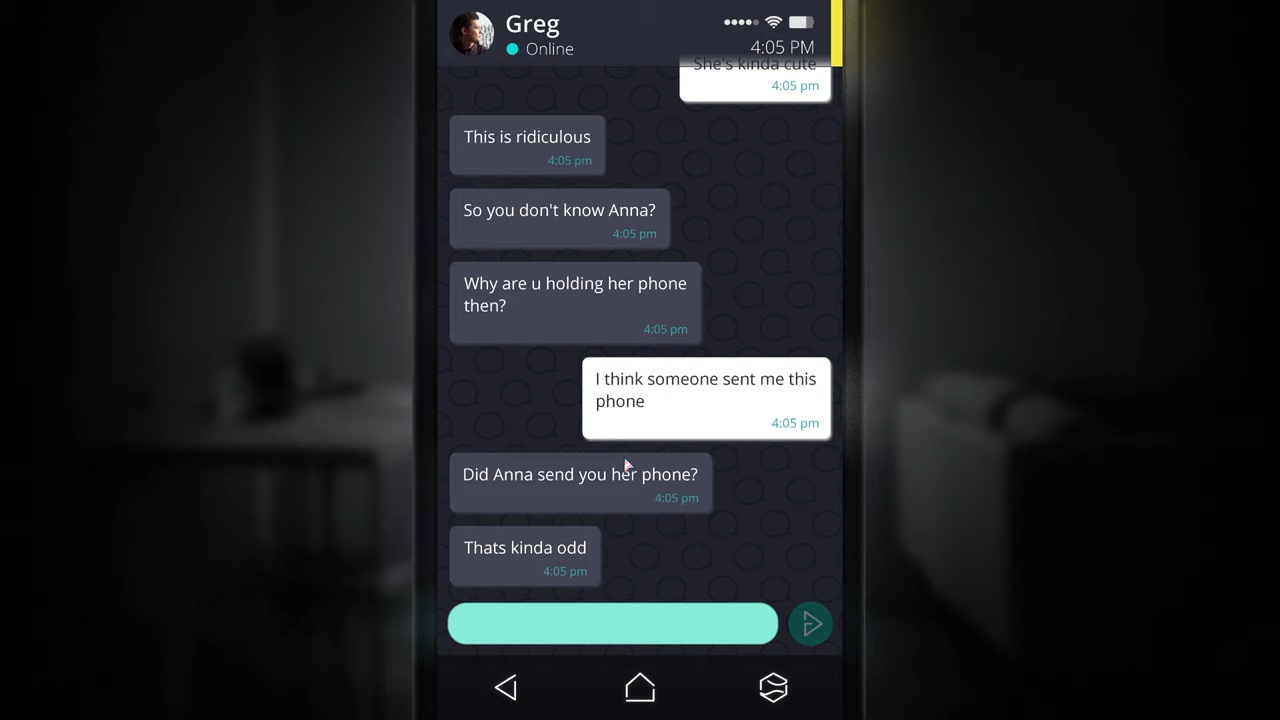 Greg
Online
4:05 PM
She's kinda cute
4:05 pm
This is ridiculous
4:05 pm
So you don't know Anna?
4:05 pm
Why are u holding her phone
then?
4:05 pm
I think someone sent me this
phone
4:05 pm
Did Anna send you her phone?
4:05 pm
Thats kinda odd
4:05 pm